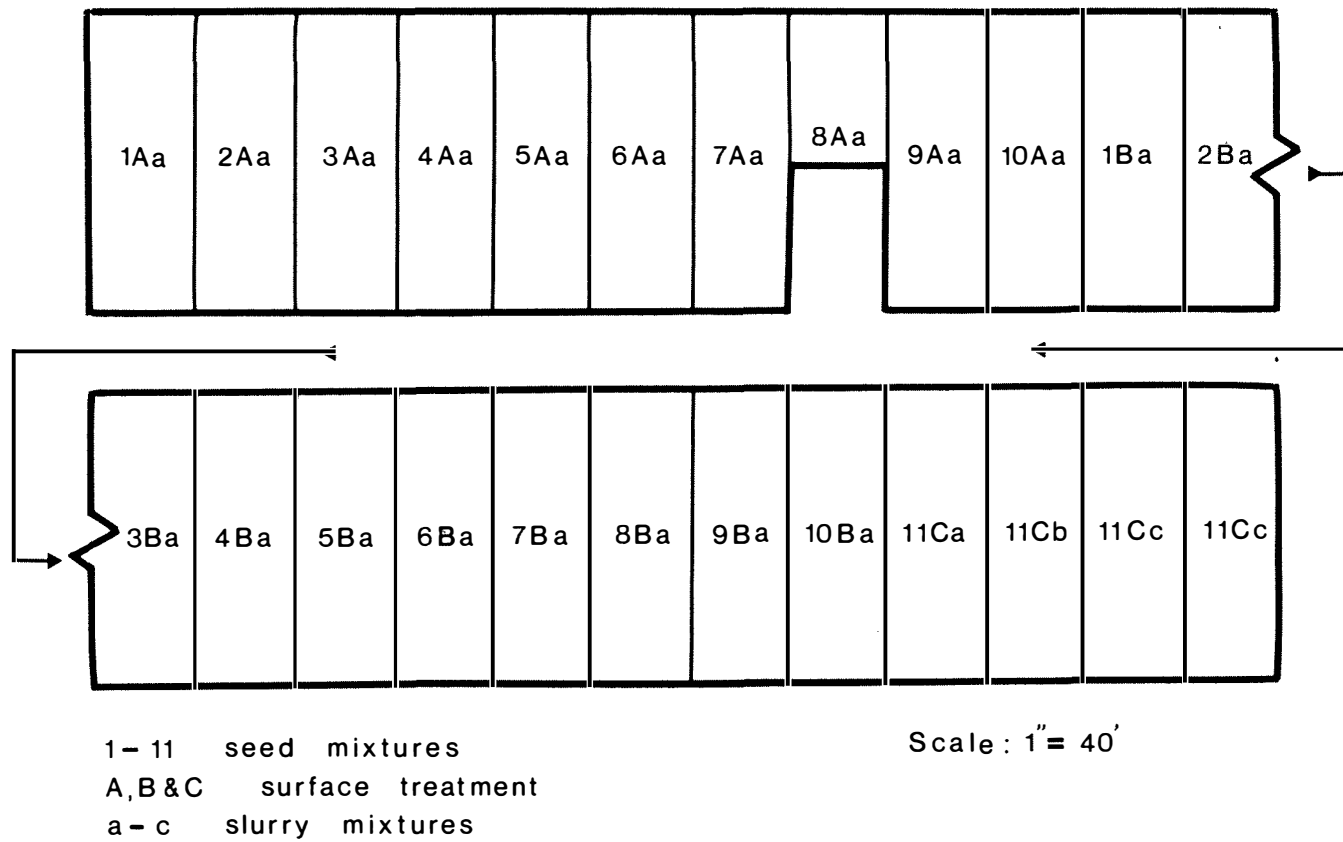 1Aa 2Aa 3Aa 4Aa 5Aa 6Aa 7Aa 8Aa 9Aa 10Aa 1Ba 2Ba
3Ba 4Ba 5Ba 6Ba 7Ba 8Ba 9Ba 10Ba 11Ca 11Cb 11Cc 11Cc
1-11 seed mixtures
A,B&C surface treatment
a-c slurry mixtures
Scale: 1"= 40'